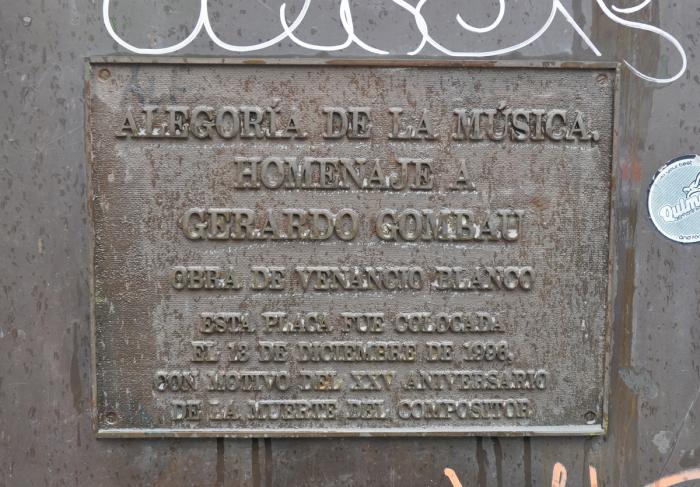 ALEGORÍA DE LA MÚSICA,
HOMENAJE A
GERARDO GOMBAU
OBRA DE VENANCIO BLANCO
ESTA PLACA FUE COLOCADA
EL 13 DE DICIEMBRE DE 1996,
CON MOTIVO DEL XXV ANIVERSARIO
DE LA MUERTE DEL COMPOSITOR